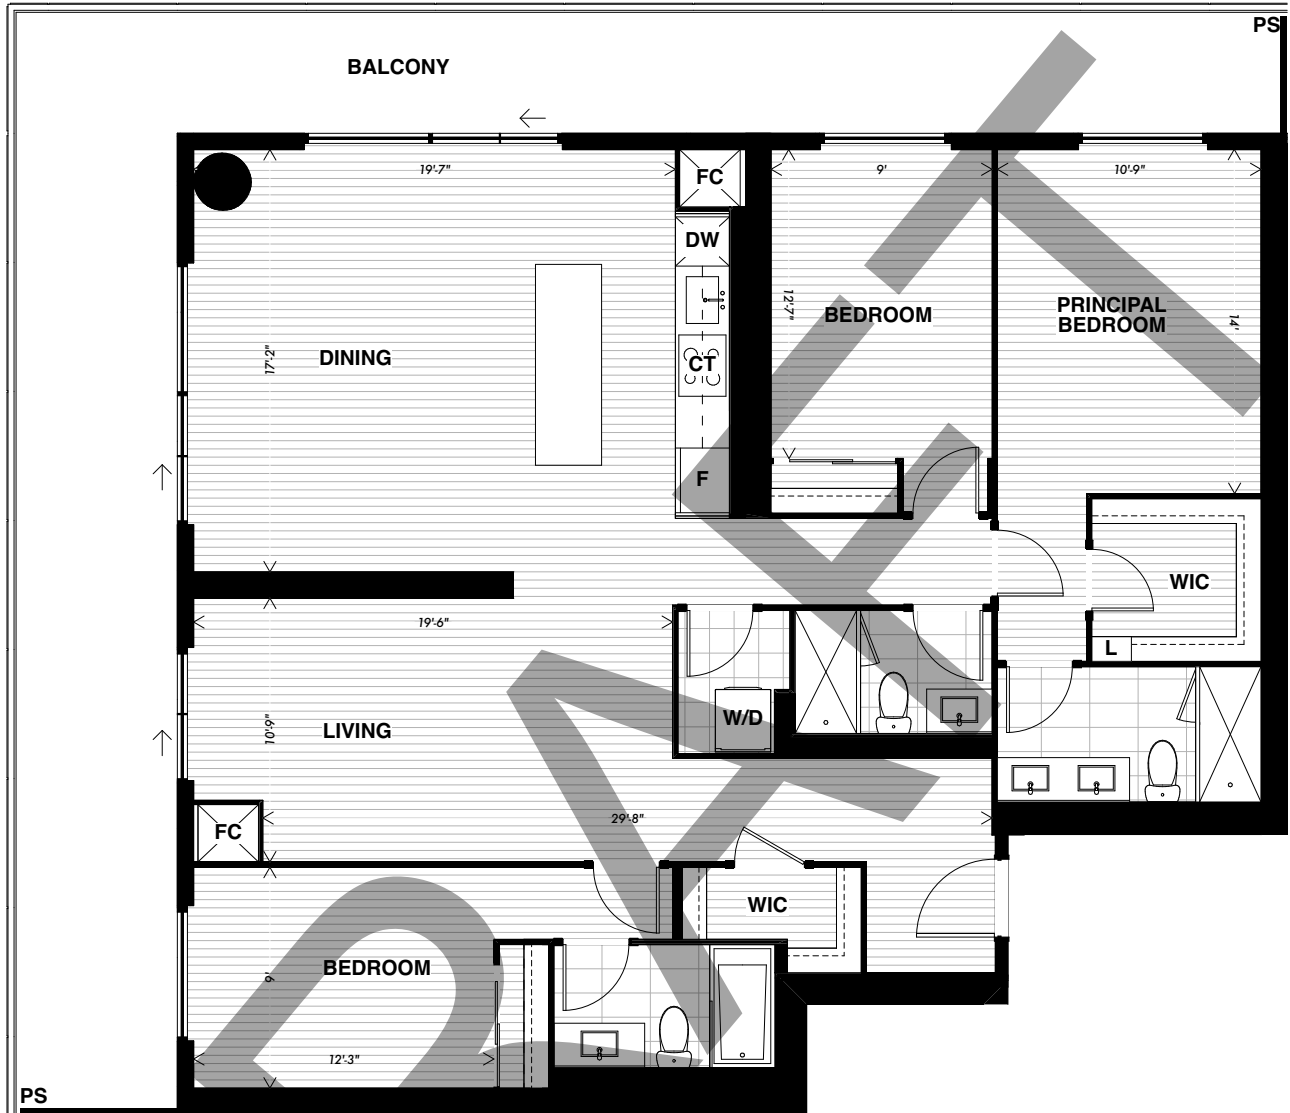 PS
BALCONY
19'-7"
FC
9'
10'-9"
DW
12'-7"
BEDROOM
PRINCIPAL
BEDROOM
14'
17'-2"
DINING
CT
F
WIC
L
19'-6"
W/D
10'-9"
LIVING
FC
29'-8"
WIC
BEDROOM
9'
12'-3"
PS
DRAFT